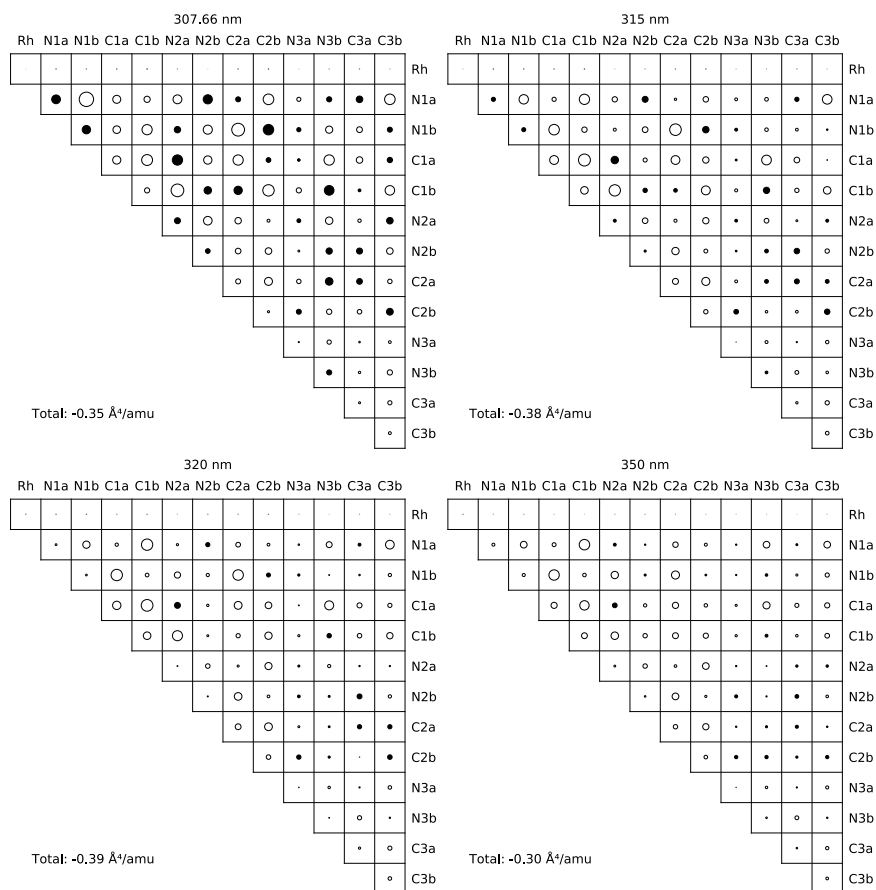 307.66 nm
Rh N1a N1b C1a C1b N2a N2b C2a C2b N3a N3b C3a C3b
Rh
N1a
N1b
C1a
C1b
N2a
N2b
C2a
C2b
N3a
N3b
C3a
C3b
Total: -0.35 Å⁴/amu
315 nm
Rh N1a N1b C1a C1b N2a N2b C2a C2b N3a N3b C3a C3b
Rh
N1a
N1b
C1a
C1b
N2a
N2b
C2a
C2b
N3a
N3b
C3a
C3b
Total: -0.38 Å⁴/amu
320 nm
Rh N1a N1b C1a C1b N2a N2b C2a C2b N3a N3b C3a C3b
Rh
N1a
N1b
C1a
C1b
N2a
N2b
C2a
C2b
N3a
N3b
C3a
C3b
Total: -0.39 Å⁴/amu
350 nm
Rh N1a N1b C1a C1b N2a N2b C2a C2b N3a N3b C3a C3b
Rh
N1a
N1b
C1a
C1b
N2a
N2b
C2a
C2b
N3a
N3b
C3a
C3b
Total: -0.30 Å⁴/amu